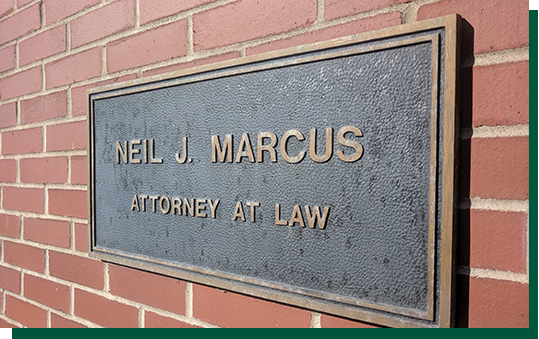 NEIL J. MARCUS
ATTORNEY AT LAW